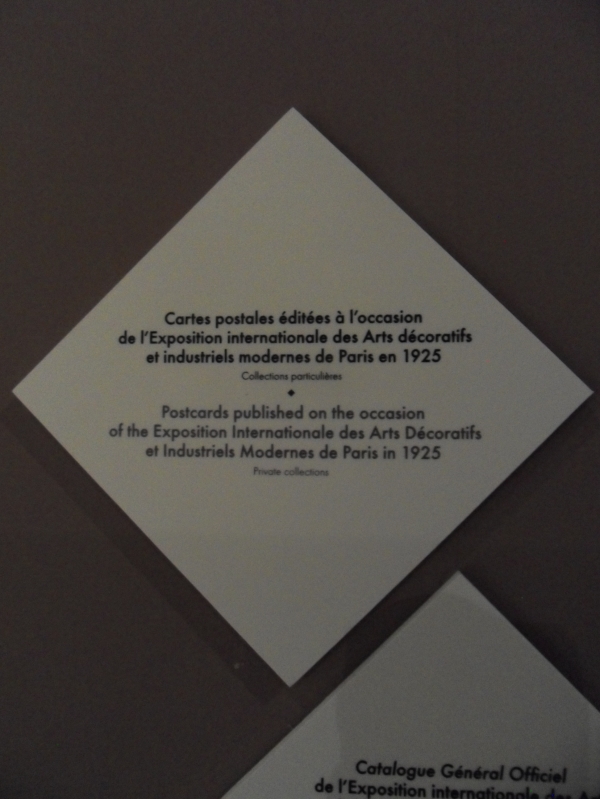 Cartes postales éditées à l'occasion
de l'Exposition internationale des Arts décoratifs
et industriels modernes de Paris en 1925
Collections particulières
Postcards published on the occasion
of the Exposition Internationale des Arts Décoratifs
et Industriels Modernes de Paris in 1925
Private collections
Catalogue Général Officiel
de l'Exposition internationale des